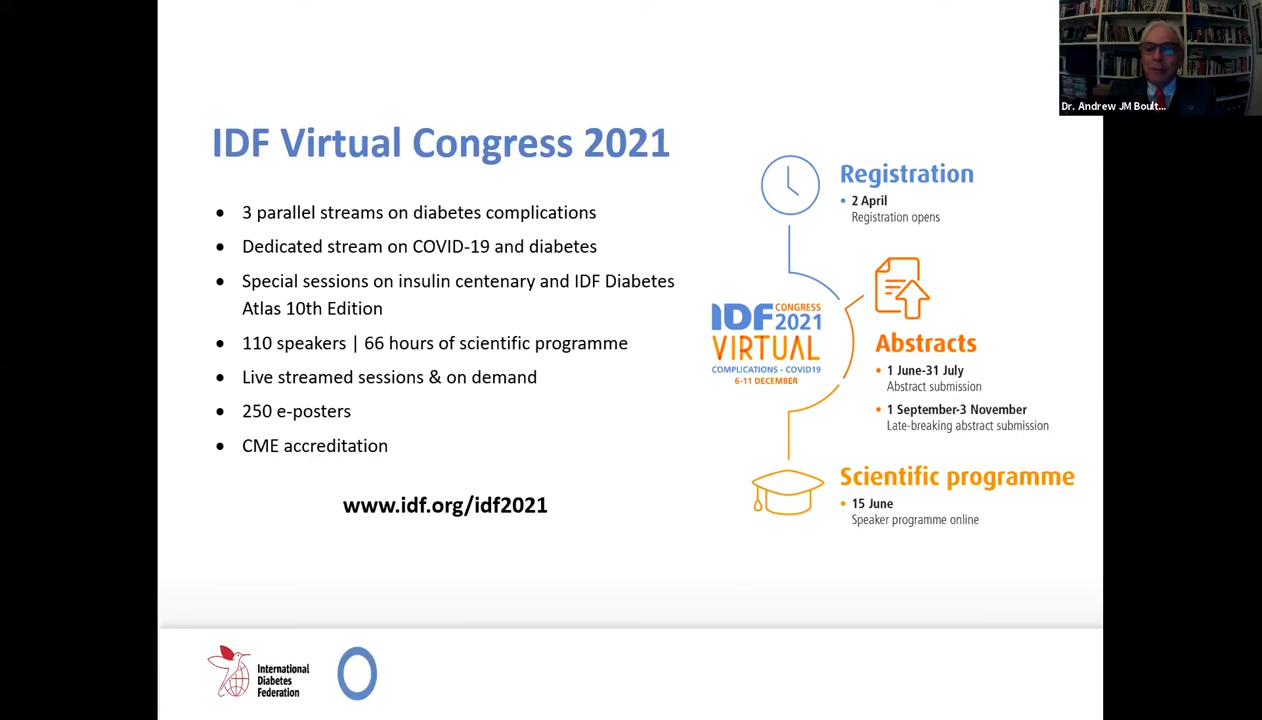 Dr. Andrew JM Boult...
IDF Virtual Congress 2021
• 3 parallel streams on diabetes complications
• Dedicated stream on COVID-19 and diabetes
• Special sessions on insulin centenary and IDF Diabetes
Atlas 10th Edition
• 110 speakers | 66 hours of scientific programme
• Live streamed sessions & on demand
• 250 e-posters
• CME accreditation
www.idf.org/idf2021
Registration
• 2 April
Registration opens
IDF CONGRESS 2021
VIRTUAL
COMPLICATIONS - COVID19
6-11 DECEMBER
Abstracts
• 1 June-31 July
Abstract submission
• 1 September-3 November
Late-breaking abstract submission
Scientific programme
• 15 June
Speaker programme online
International
Diabetes
Federation